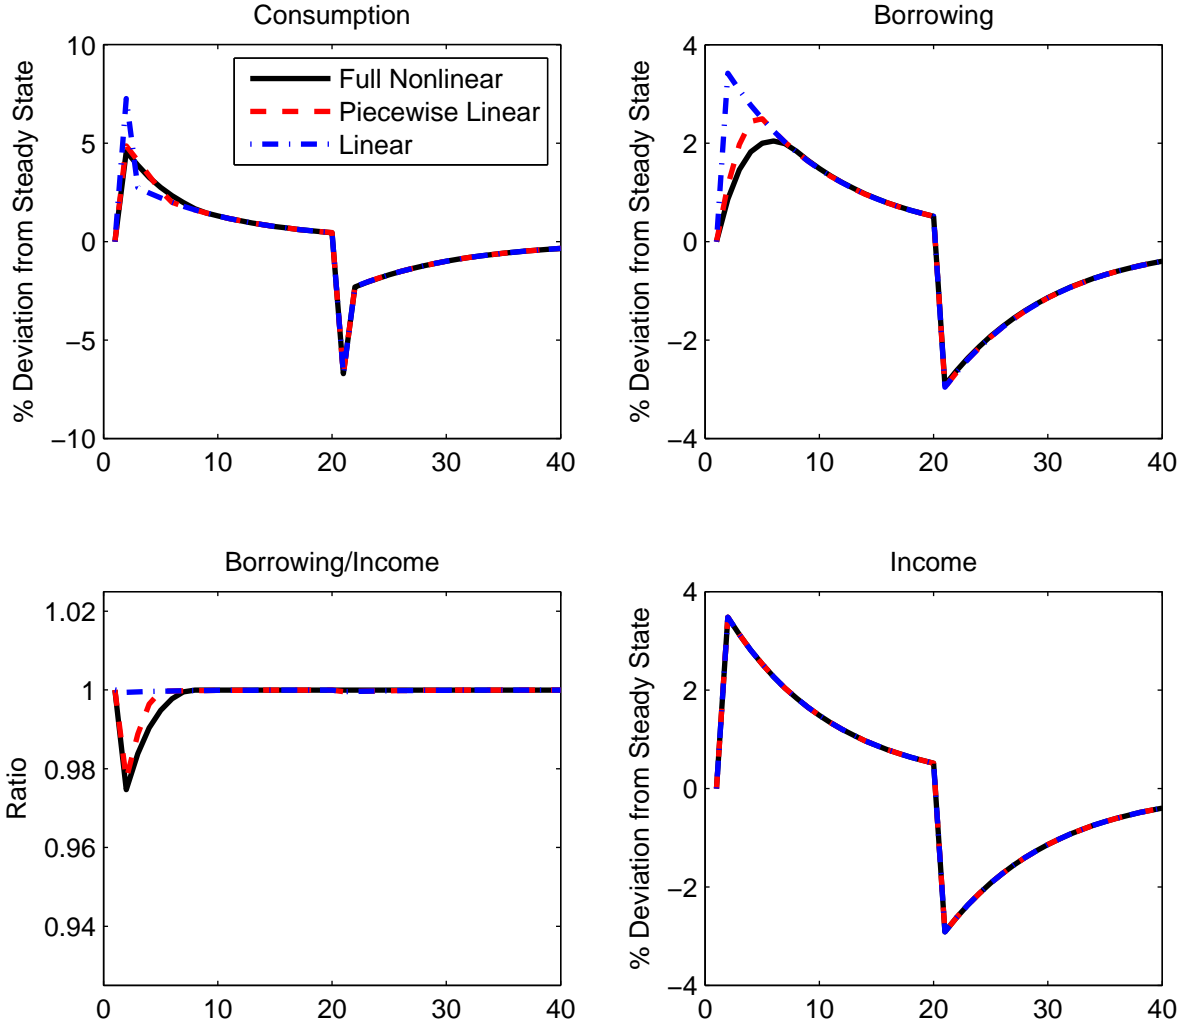 Consumption
% Deviation from Steady State
10
5
0
−5
−10
0 10 20 30 40
Full Nonlinear
Piecewise Linear
Linear
Borrowing
% Deviation from Steady State
4
2
0
−2
−4
0 10 20 30 40
Borrowing/Income
Ratio
1.02
1
0.98
0.96
0.94
0 10 20 30 40
Income
% Deviation from Steady State
4
2
0
−2
−4
0 10 20 30 40